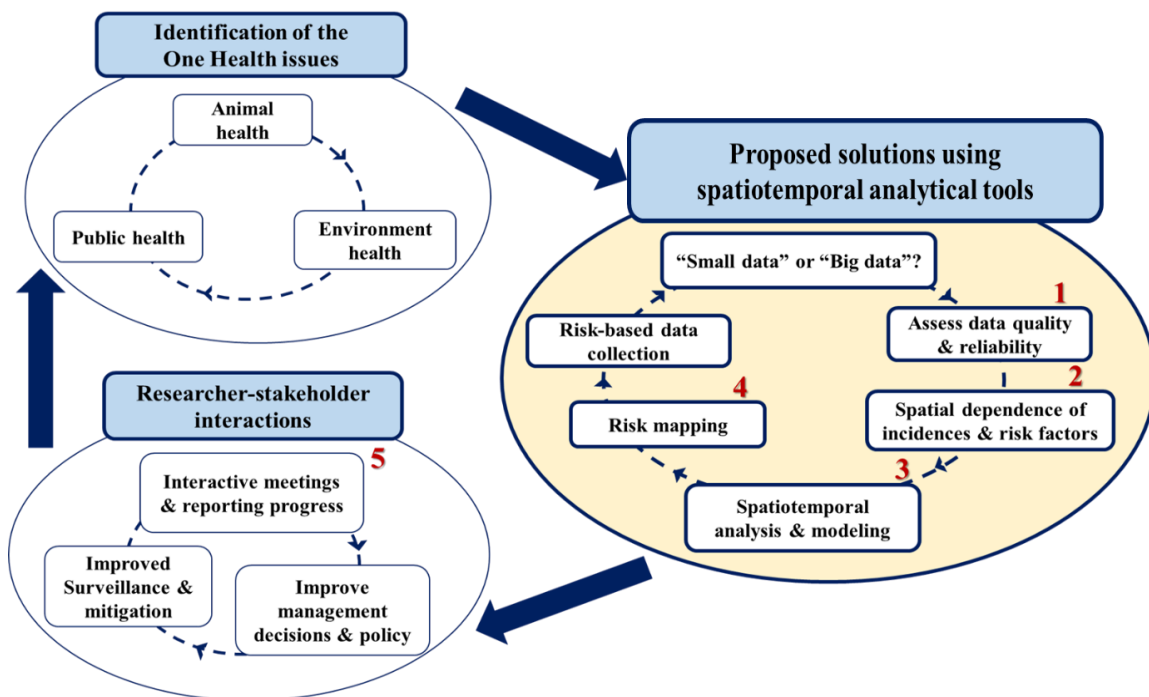 Identification of the
One Health issues
Animal
health
Public health
Environment
health
Proposed solutions using
spatiotemporal analytical tools
“Small data” or “Big data”?
1
Assess data quality
& reliability
2
Spatial dependence of
incidences & risk factors
3
Spatiotemporal
analysis & modeling
4
Risk mapping
Risk-based data
collection
Researcher-stakeholder
interactions
5
Interactive meetings
& reporting progress
Improve
management
decisions & policy
Improved
Surveillance &
mitigation